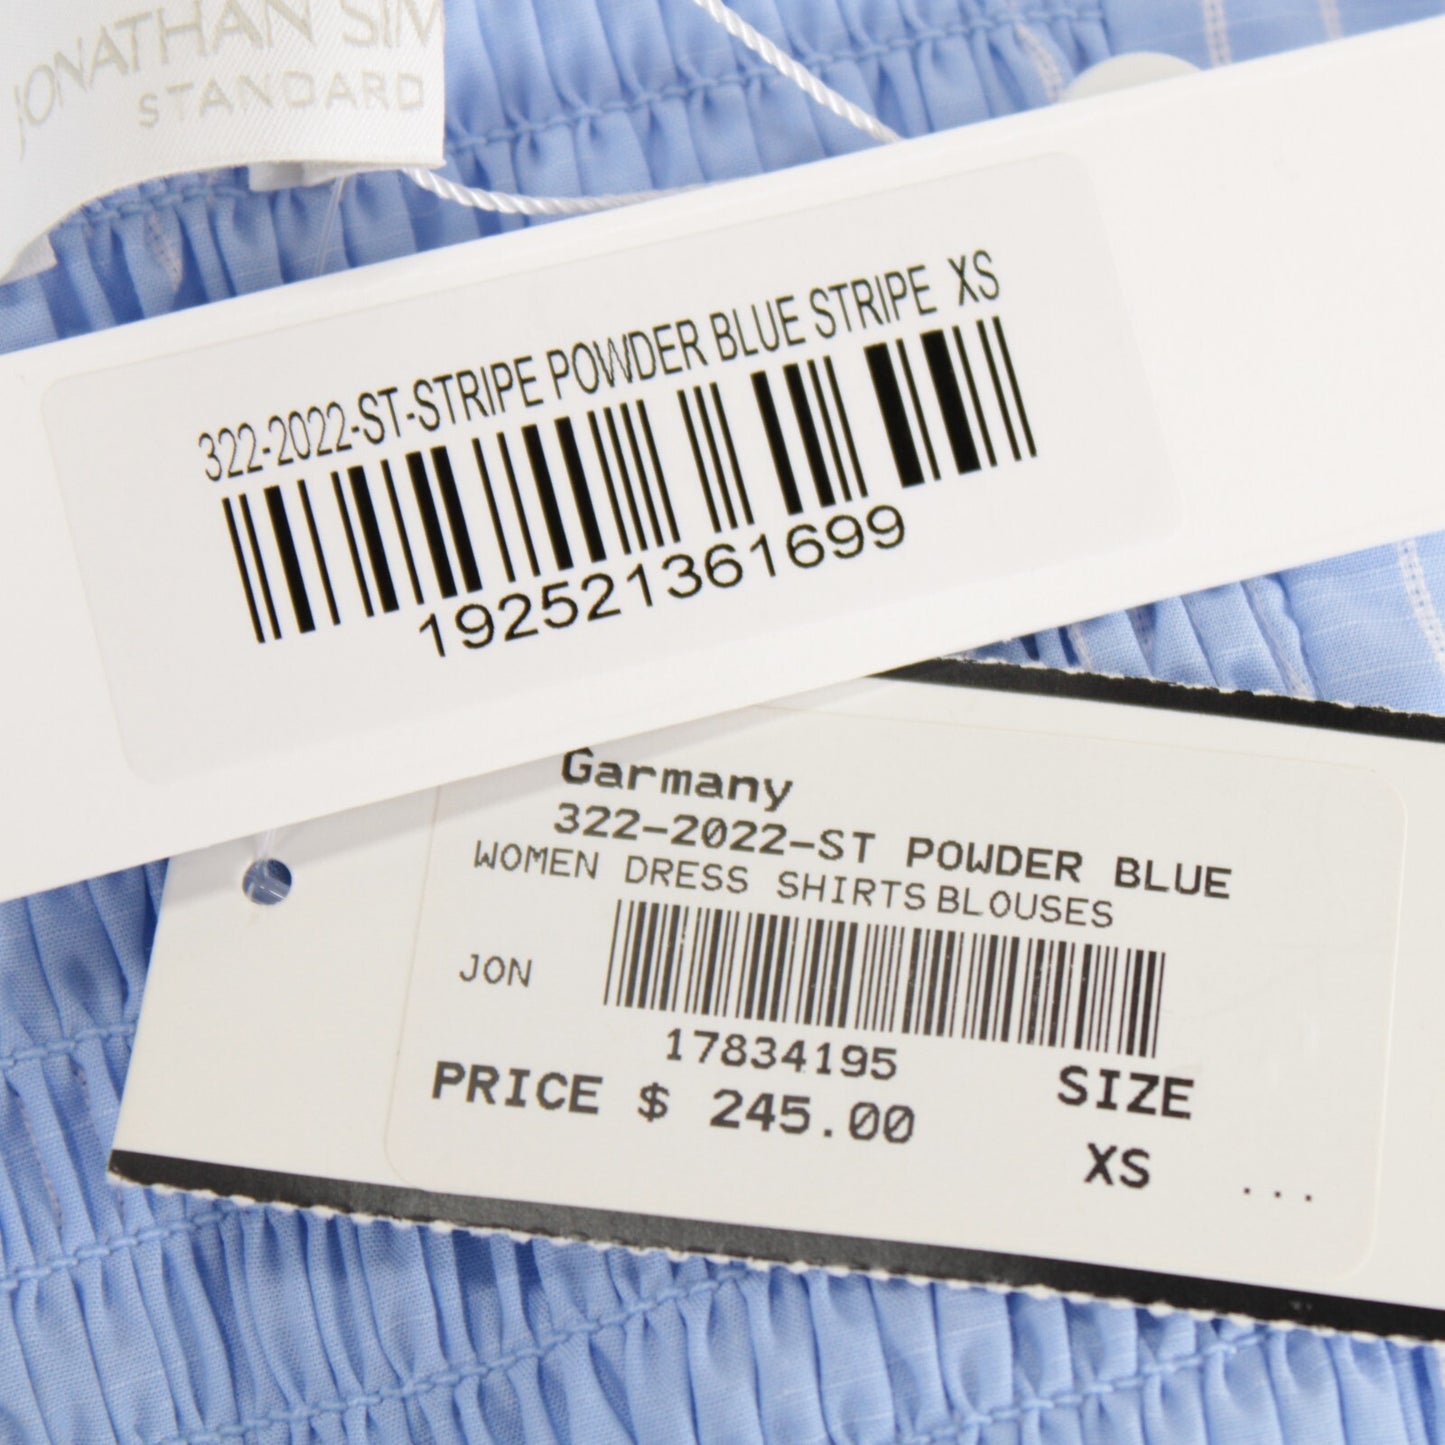 JONATHAN SIM
STANDARD
322-2022-ST-STRIPE POWDER BLUE STRIPE XS
192521361699
Garmany
322-2022-ST POWDER BLUE
WOMEN DRESS SHIRTS BLOUSES
JON
17834195
PRICE $ 245.00
SIZE
XS
...